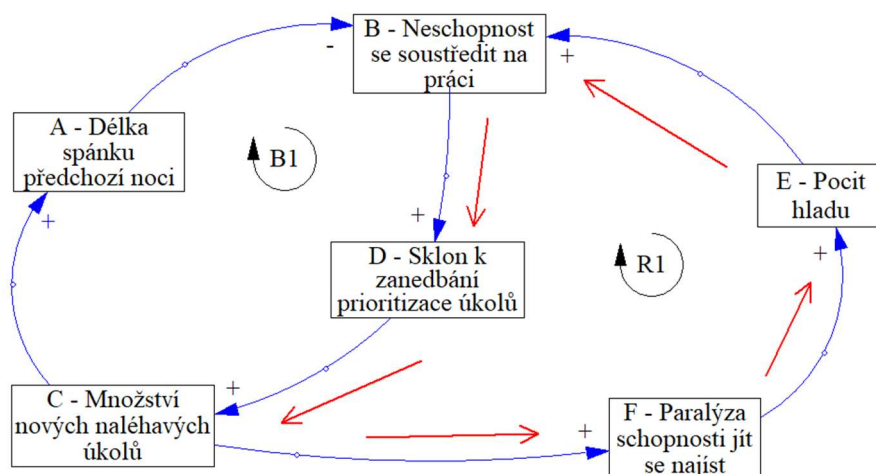 B - Neschopnost
se soustředit na
práci
-
+
A - Délka
spánku
předchozí noci
B1
E - Pocit
hladu
+
+
+
D - Sklon k
zanedbání
prioritizace úkolů
R1
C - Množství
nových naléhavých
úkolů
+
+
F - Paralýza
schopnosti jít
se najíst